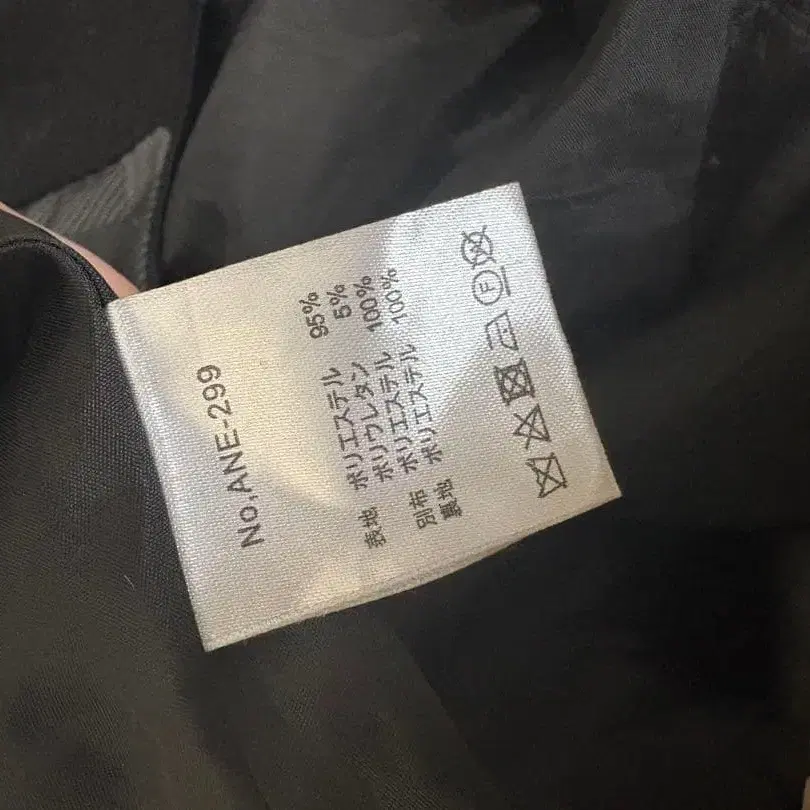 No.ANE-299
表地 ポリエステル 95%
ポリウレタン 5%
別布 ポリエステル 100%
裏地 ポリエステル 100%
F